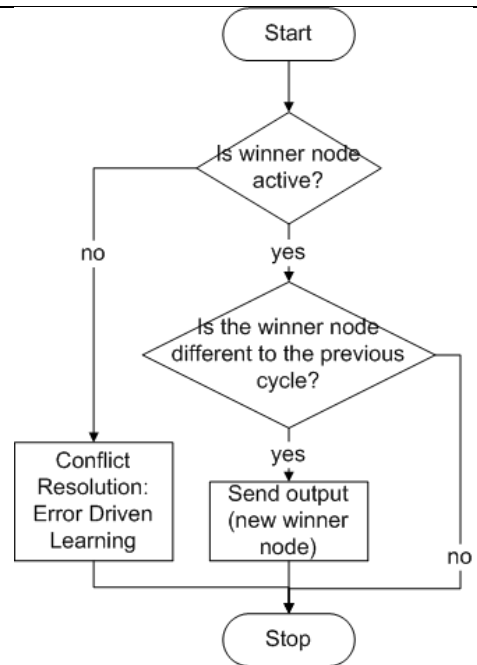 Start
Is winner node
active?
no
yes
Is the winner node
different to the previous
cycle?
yes
Conflict
Resolution:
Error Driven
Learning
Send output
(new winner
node)
no
Stop